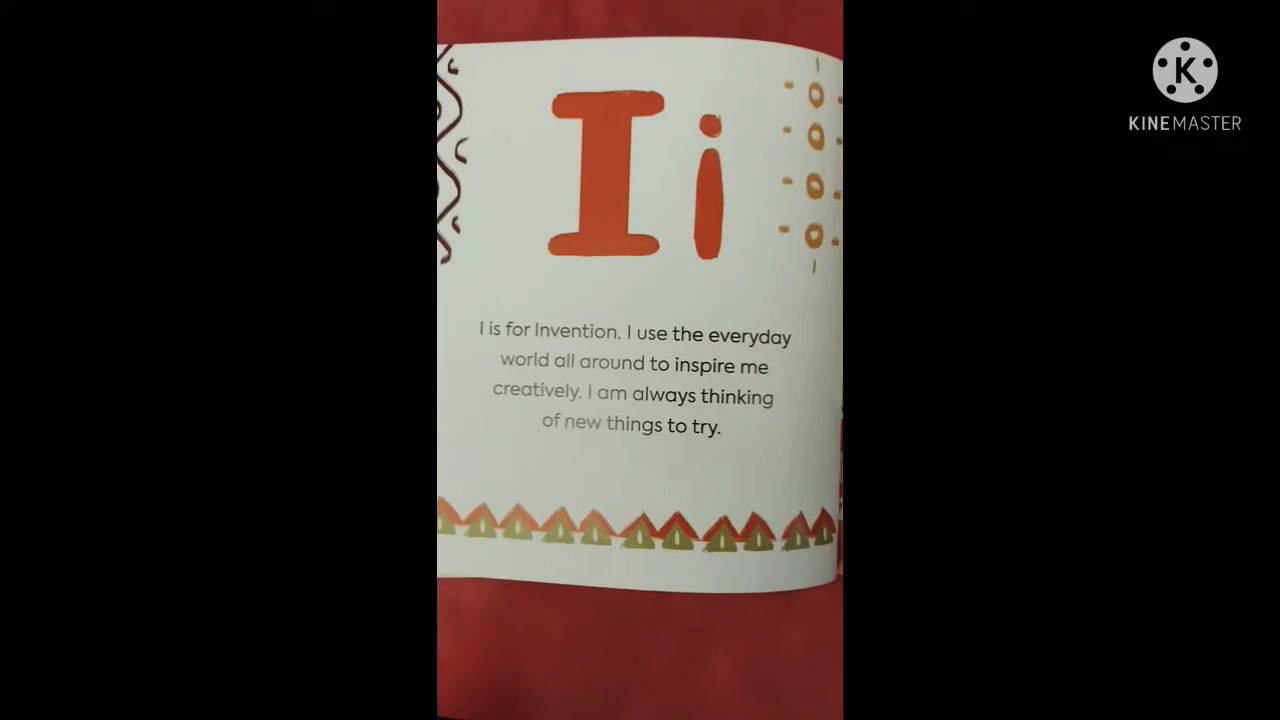 I i
I is for Invention. I use the everyday
world all around to inspire me
creatively. I am always thinking
of new things to try.
K
KINEMASTER